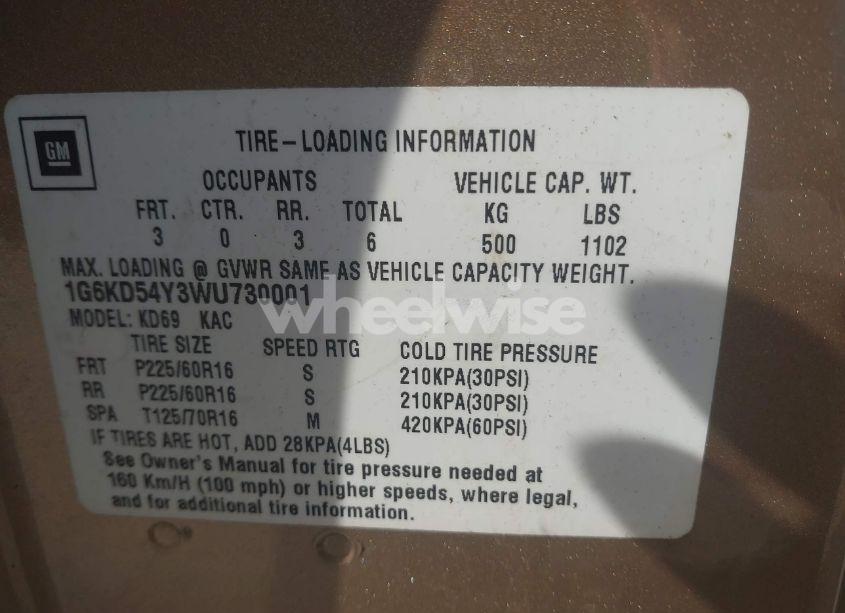 GM
TIRE-LOADING INFORMATION
OCCUPANTS VEHICLE CAP. WT.
FRT. CTR. RR. TOTAL KG LBS
3 0 3 6 500 1102
MAX. LOADING @ GVWR SAME AS VEHICLE CAPACITY WEIGHT.
1G6KD54Y3WU730001
wheelwise
MODEL: KD69 KAC
TIRE SIZE SPEED RTG COLD TIRE PRESSURE
FRT P225/60R16 S 210KPA(30PSI)
RR P225/60R16 S 210KPA(30PSI)
SPA T125/70R16 M 420KPA(60PSI)
IF TIRES ARE HOT, ADD 28KPA(4LBS)
See Owner's Manual for tire pressure needed at
160 Km/H (100 mph) or higher speeds, where legal,
and for additional tire information.